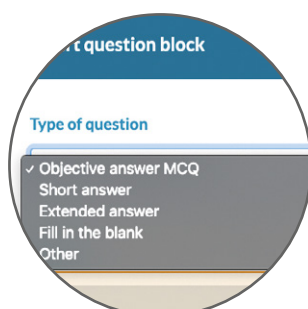 question block
Type of question
✓ Objective answer MCQ
Short answer
Extended answer
Fill in the blank
Other